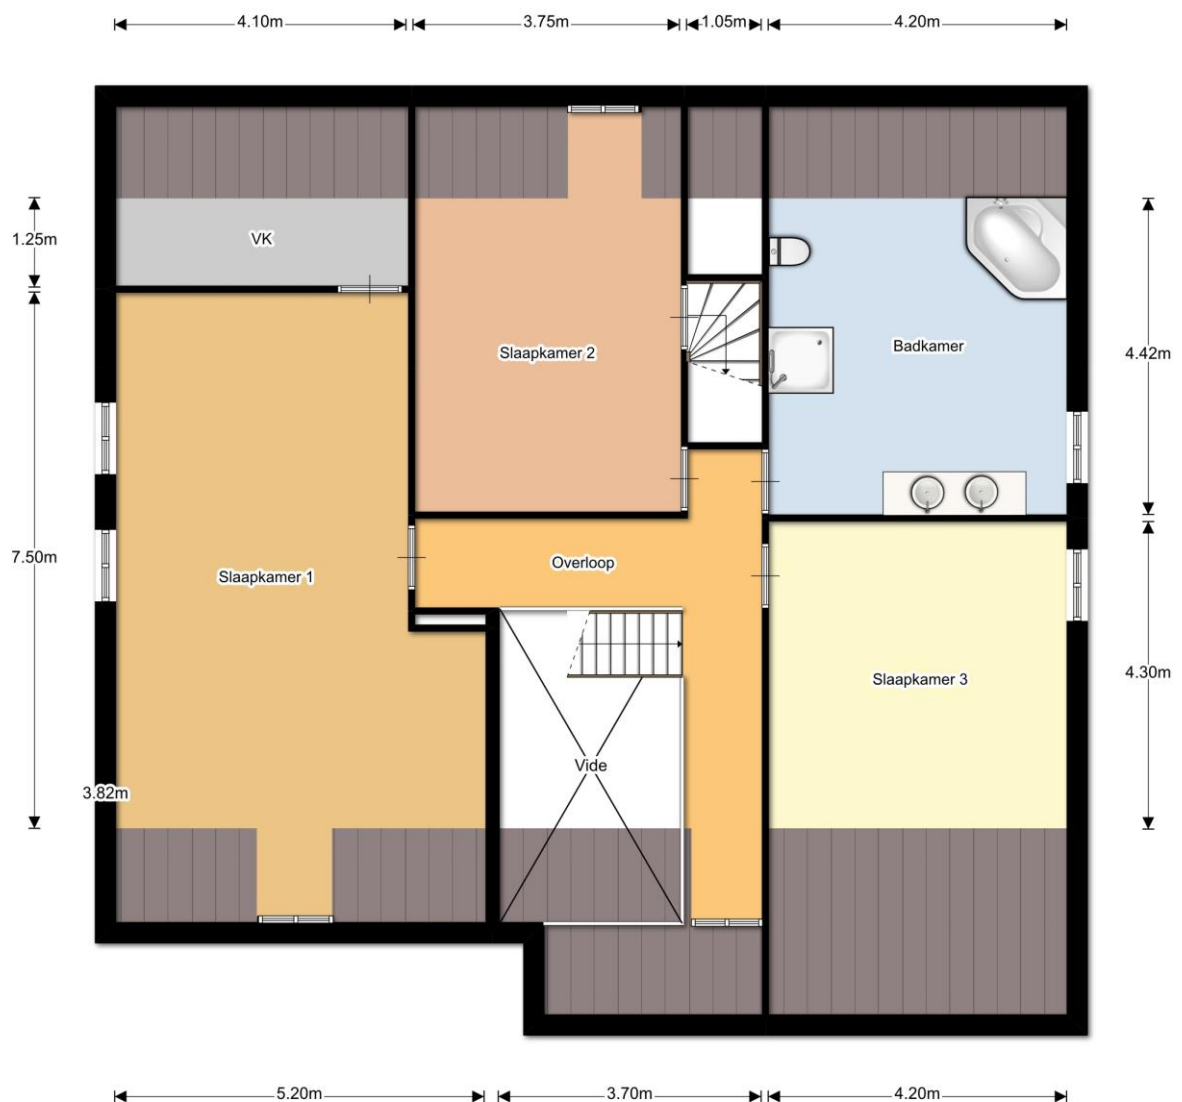 4.10m
3.75m
1.05m
4.20m
1.25m
VK
Slaapkamer 2
Badkamer
4.42m
7.50m
Slaapkamer 1
Overloop
Slaapkamer 3
4.30m
Vide
3.82m
5.20m
3.70m
4.20m